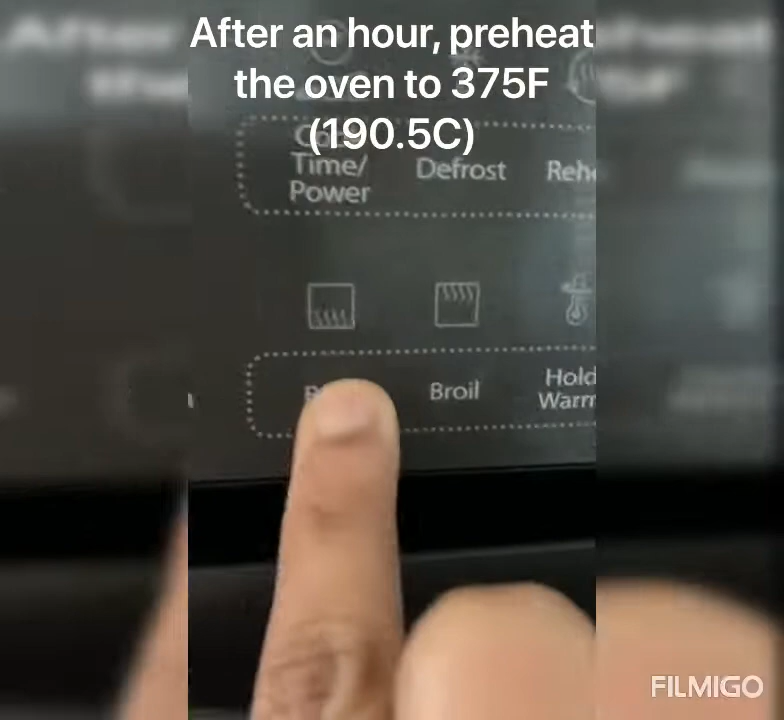 After an hour, preheat
the oven to 375F
(190.5C)
Time/
Power
Defrost
Broil
Hold
Warm
FILMIGO